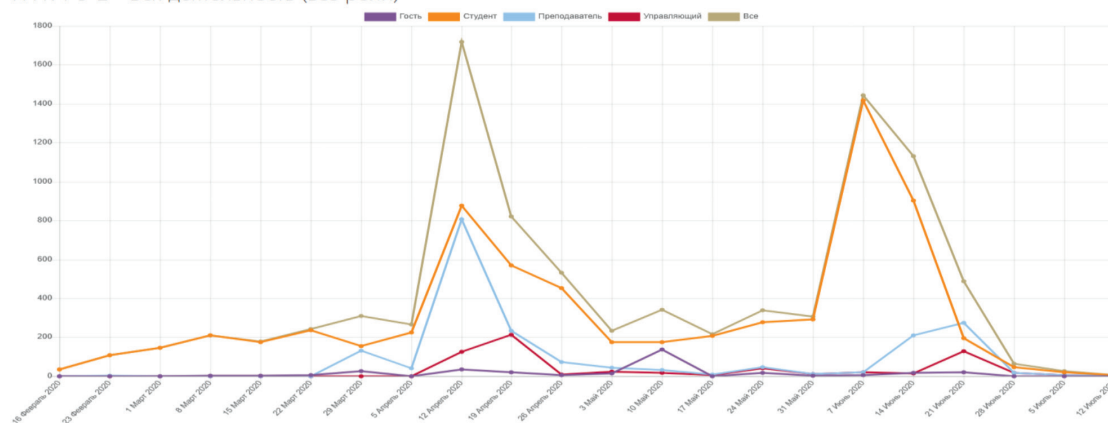 Гость Студент Преподаватель Управляющий Все
1800
1600
1400
1200
1000
800
600
400
200
0
16 Февраль 2020
23 Февраль 2020
1 Март 2020
8 Март 2020
15 Март 2020
22 Март 2020
29 Март 2020
5 Апрель 2020
12 Апрель 2020
19 Апрель 2020
26 Апрель 2020
3 Май 2020
10 Май 2020
17 Май 2020
24 Май 2020
31 Май 2020
7 Июнь 2020
14 Июнь 2020
21 Июнь 2020
28 Июнь 2020
5 Июль 2020
12 Июль